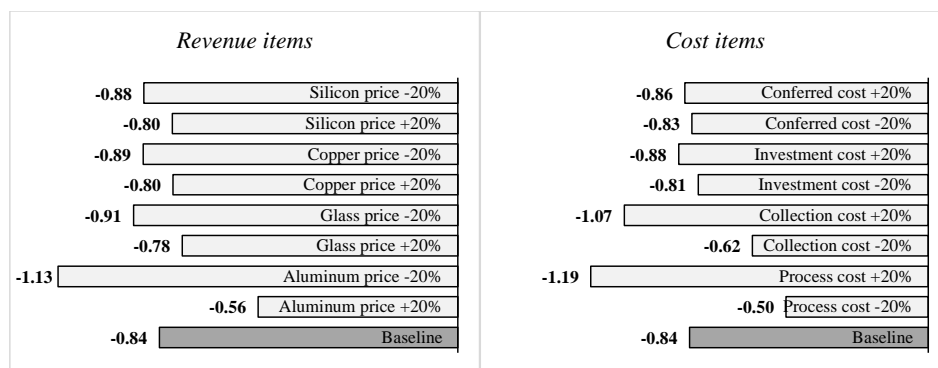 Revenue items
-0.88 Silicon price -20%
-0.80 Silicon price +20%
-0.89 Copper price -20%
-0.80 Copper price +20%
-0.91 Glass price -20%
-0.78 Glass price +20%
-1.13 Aluminum price -20%
-0.56 Aluminum price +20%
-0.84 Baseline
Cost items
-0.86 Conferred cost +20%
-0.83 Conferred cost -20%
-0.88 Investment cost +20%
-0.81 Investment cost -20%
-1.07 Collection cost +20%
-0.62 Collection cost -20%
-1.19 Process cost +20%
-0.50 Process cost -20%
-0.84 Baseline